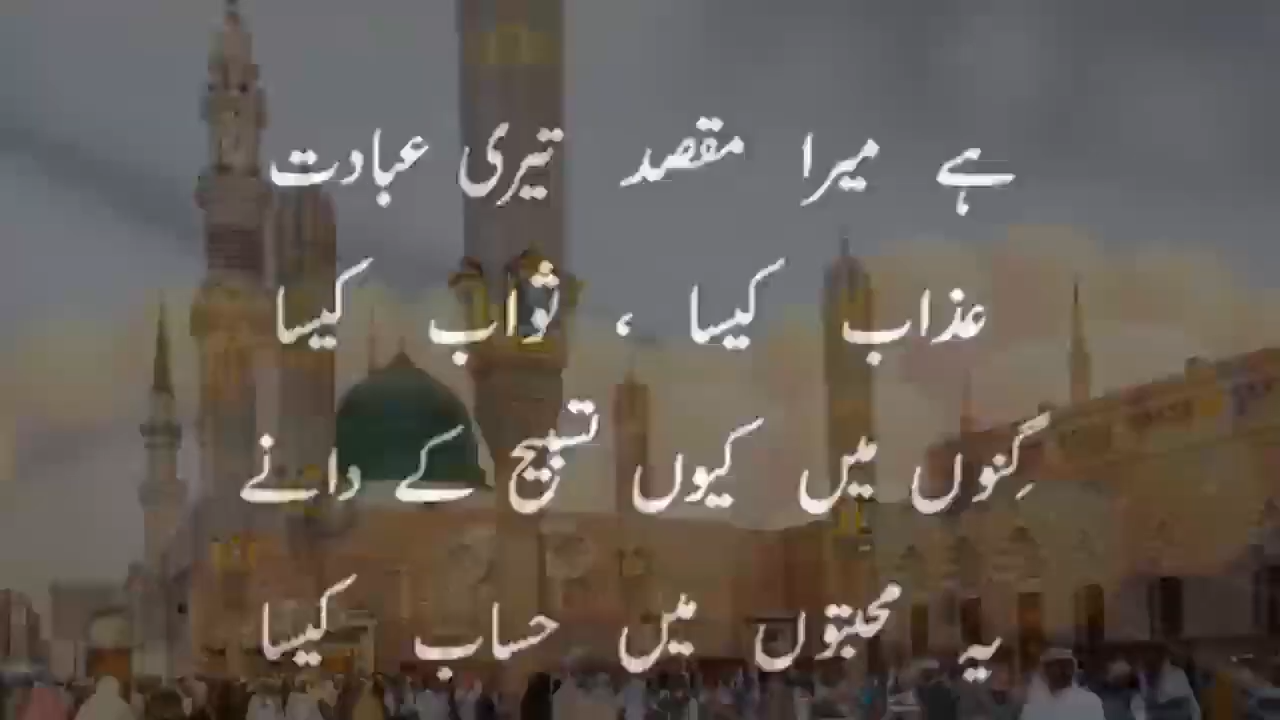 ہے میرا مقصد تیری عبادت
عذاب کیسا ، ثواب کیسا
گِنوں میں کیوں تسبیح کے دانے
یہ محبتوں میں حساب کیسا